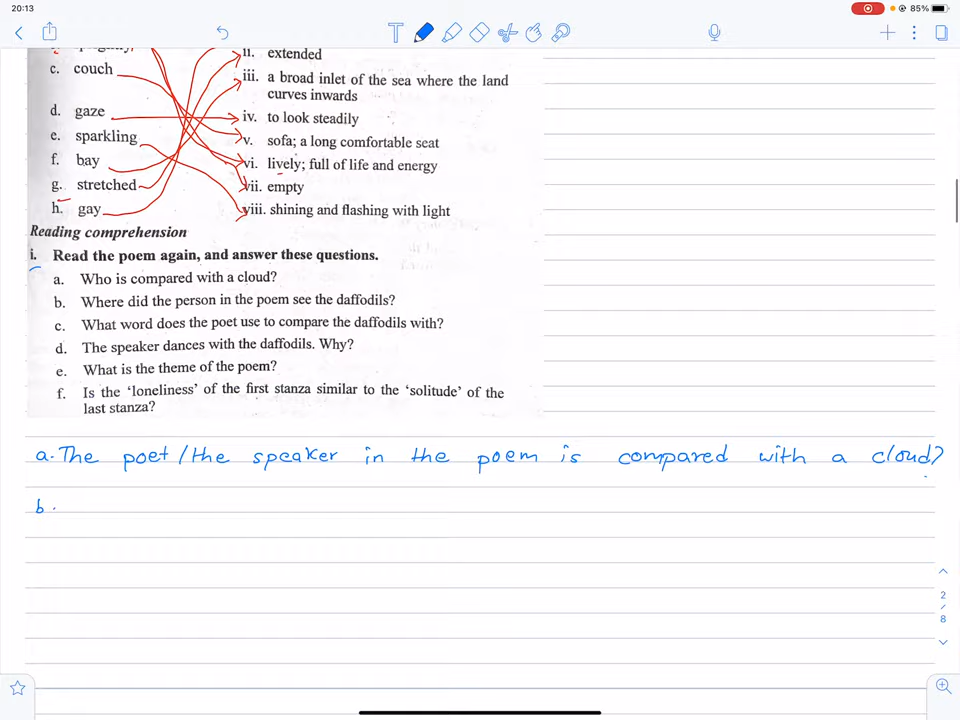 20:13
85%
ii. extended
c. couch
iii. a broad inlet of the sea where the land
curves inwards
d. gaze
iv. to look steadily
e. sparkling
v. sofa; a long comfortable seat
f. bay
vi. lively; full of life and energy
g. stretched
vii. empty
h. gay
viii. shining and flashing with light
Reading comprehension
i. Read the poem again, and answer these questions.
a. Who is compared with a cloud?
b. Where did the person in the poem see the daffodils?
c. What word does the poet use to compare the daffodils with?
d. The speaker dances with the daffodils. Why?
e. What is the theme of the poem?
f. Is the ‘loneliness’ of the first stanza similar to the ‘solitude’ of the
last stanza?
a. The poet / the speaker in the poem is compared with a cloud?
b.
2
/
8